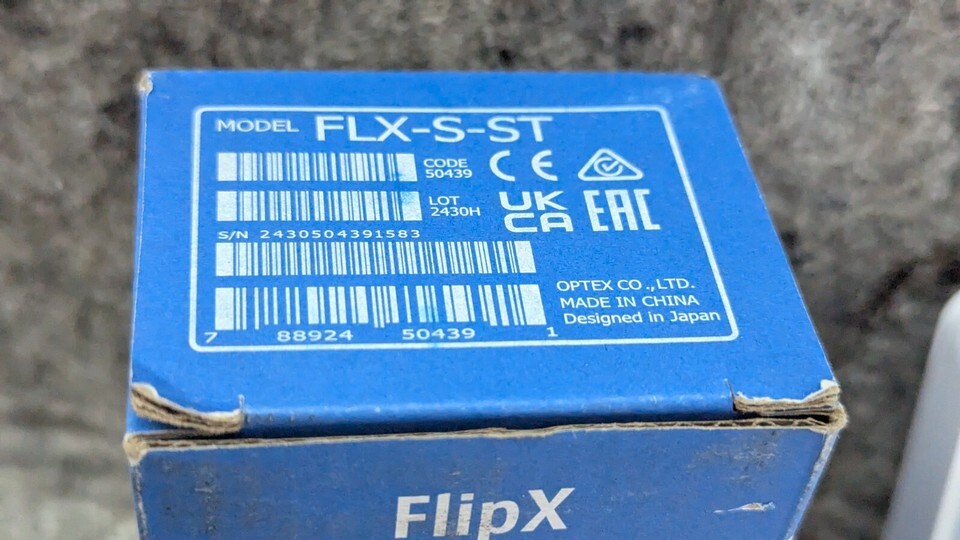 MODEL FLX-S-ST
CODE
50439
CE
LOT
2430H
UK
CA
EAC
S/N 2430504391583
OPTEX CO.,LTD.
MADE IN CHINA
Designed in Japan
7 88924 50439 1
FlipX